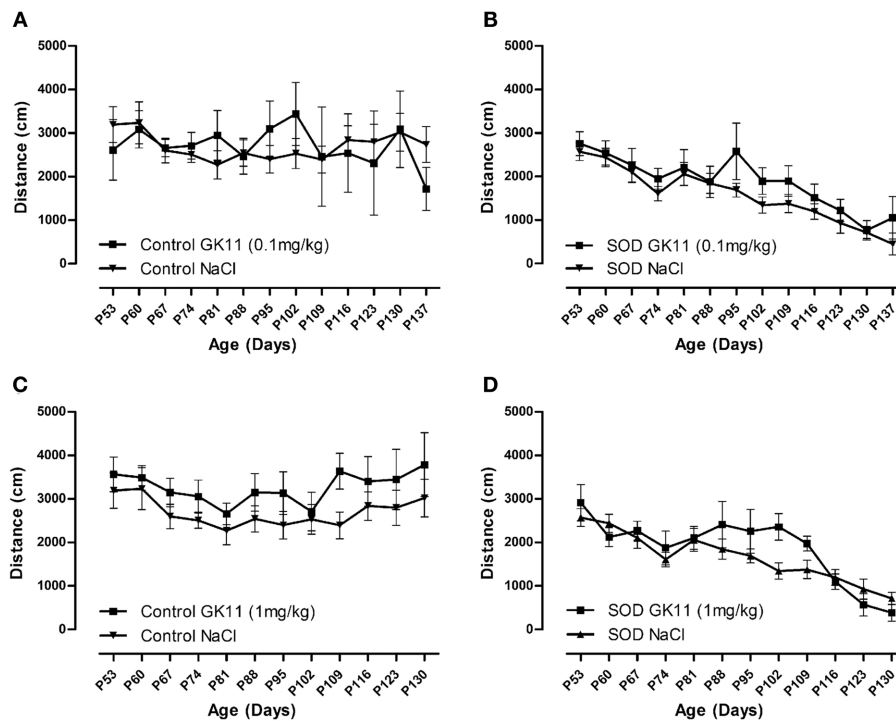 A
Distance (cm)
5000
4000
3000
2000
1000
0
Control GK11 (0.1mg/kg)
Control NaCl
P53 P60 P67 P74 P81 P88 P95 P102 P109 P116 P123 P130 P137
Age (Days)
B
Distance (cm)
5000
4000
3000
2000
1000
0
SOD GK11 (0.1mg/kg)
SOD NaCl
P53 P60 P67 P74 P81 P88 P95 P102 P109 P116 P123 P130 P137
Age (Days)
C
Distance (cm)
5000
4000
3000
2000
1000
0
Control GK11 (1mg/kg)
Control NaCl
P53 P60 P67 P74 P81 P88 P95 P102 P109 P116 P123 P130
Age (Days)
D
Distance (cm)
5000
4000
3000
2000
1000
0
SOD GK11 (1mg/kg)
SOD NaCl
P53 P60 P67 P74 P81 P88 P95 P102 P109 P116 P123 P130
Age (Days)